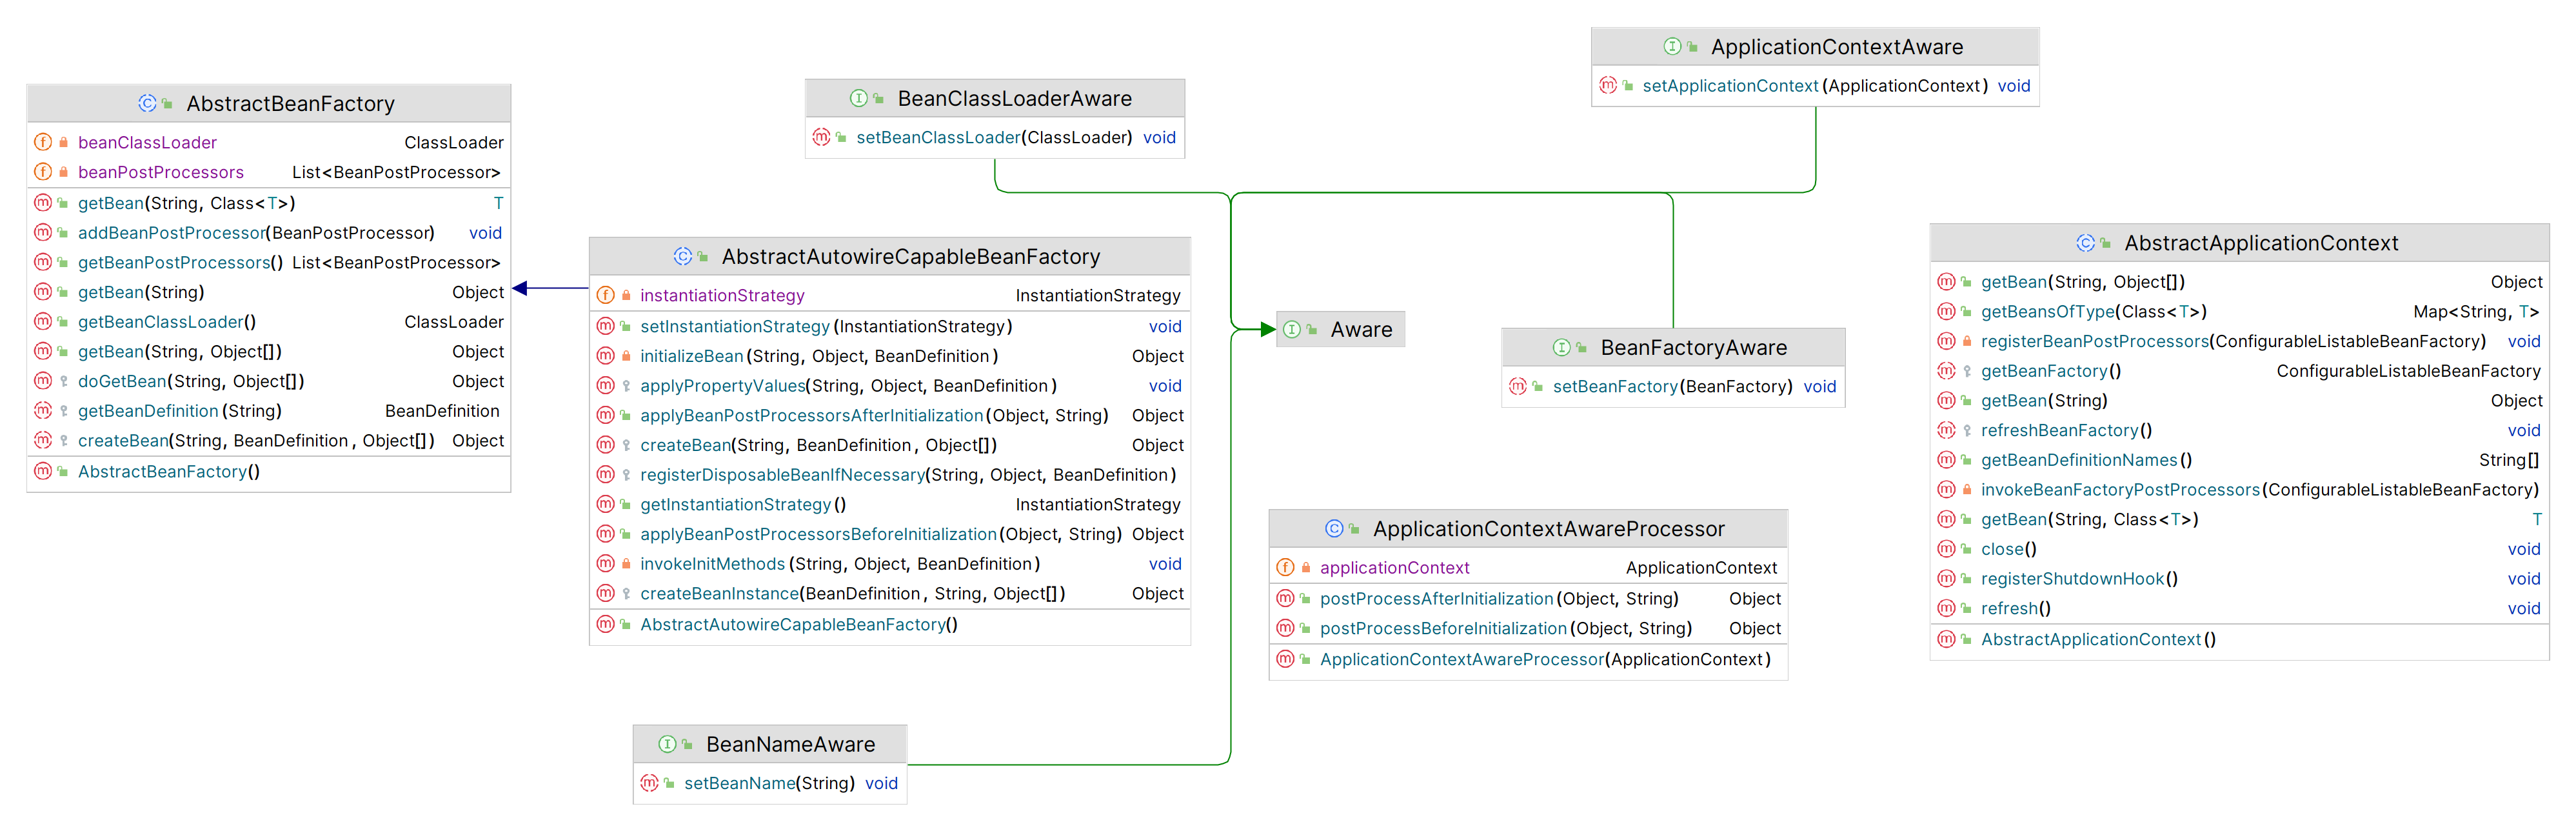 AbstractBeanFactory
beanClassLoader ClassLoader
beanPostProcessors List<BeanPostProcessor>
getBean(String, Class<T>) T
addBeanPostProcessor(BeanPostProcessor) void
getBeanPostProcessors() List<BeanPostProcessor>
getBean(String) Object
getBeanClassLoader() ClassLoader
getBean(String, Object[]) Object
doGetBean(String, Object[]) Object
getBeanDefinition(String) BeanDefinition
createBean(String, BeanDefinition, Object[]) Object
AbstractBeanFactory()
BeanClassLoaderAware
setBeanClassLoader(ClassLoader) void
ApplicationContextAware
setApplicationContext(ApplicationContext) void
AbstractAutowireCapableBeanFactory
instantiationStrategy InstantiationStrategy
setInstantiationStrategy(InstantiationStrategy) void
initializeBean(String, Object, BeanDefinition) Object
applyPropertyValues(String, Object, BeanDefinition) void
applyBeanPostProcessorsAfterInitialization(Object, String) Object
createBean(String, BeanDefinition, Object[]) Object
registerDisposableBeanIfNecessary(String, Object, BeanDefinition)
getInstantiationStrategy() InstantiationStrategy
applyBeanPostProcessorsBeforeInitialization(Object, String) Object
invokeInitMethods(String, Object, BeanDefinition) void
createBeanInstance(BeanDefinition, String, Object[]) Object
AbstractAutowireCapableBeanFactory()
Aware
BeanFactoryAware
setBeanFactory(BeanFactory) void
AbstractApplicationContext
getBean(String, Object[]) Object
getBeansOfType(Class<T>) Map<String, T>
registerBeanPostProcessors(ConfigurableListableBeanFactory) void
getBeanFactory() ConfigurableListableBeanFactory
getBean(String) Object
refreshBeanFactory() void
getBeanDefinitionNames() String[]
invokeBeanFactoryPostProcessors(ConfigurableListableBeanFactory)
getBean(String, Class<T>) T
close() void
registerShutdownHook() void
refresh() void
AbstractApplicationContext()
ApplicationContextAwareProcessor
applicationContext ApplicationContext
postProcessAfterInitialization(Object, String) Object
postProcessBeforeInitialization(Object, String) Object
ApplicationContextAwareProcessor(ApplicationContext)
BeanNameAware
setBeanName(String) void